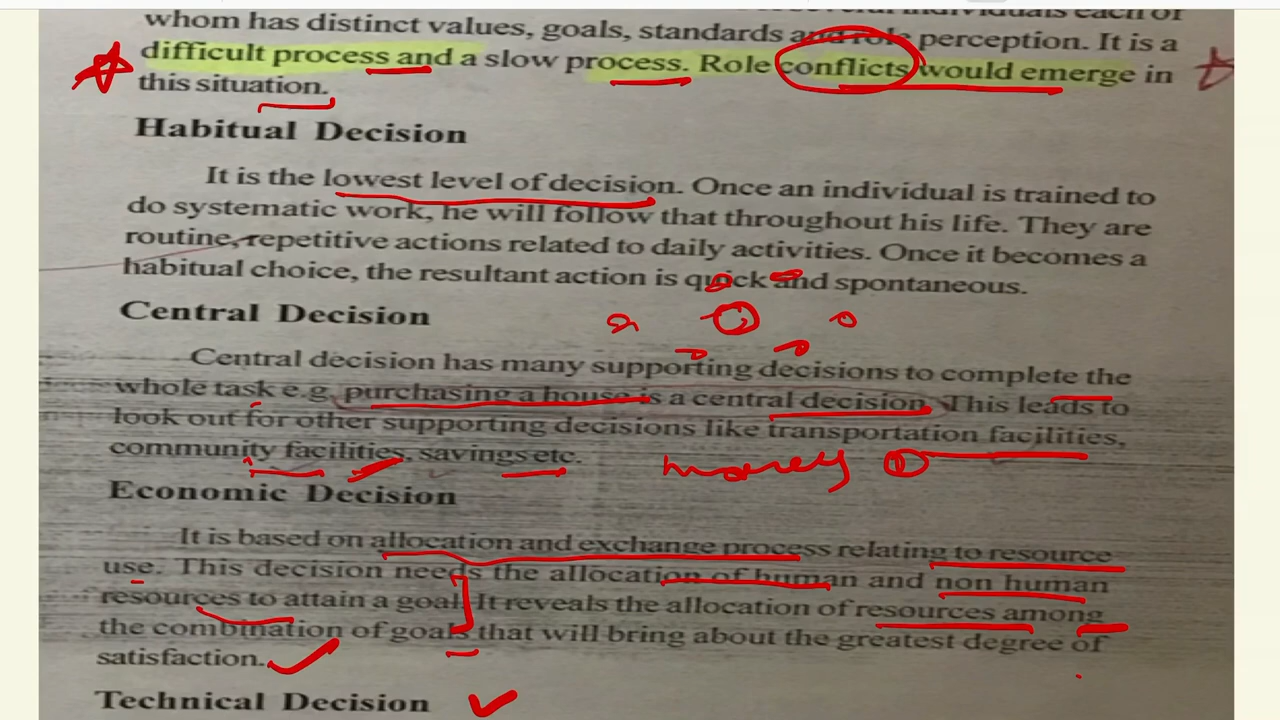 whom has distinct values, goals, standards and role perception. It is a
difficult process and a slow process. Role conflicts would emerge in
this situation.
Habitual Decision
It is the lowest level of decision. Once an individual is trained to
do systematic work, he will follow that throughout his life. They are
routine, repetitive actions related to daily activities. Once it becomes a
habitual choice, the resultant action is quick and spontaneous.
Central Decision
Central decision has many supporting decisions to complete the
whole task e.g. purchasing a house is a central decision. This leads to
look out for other supporting decisions like transportation facilities,
community facilities, savings etc.
money ①
Economic Decision
It is based on allocation and exchange process relating to resource
use. This decision needs the allocation of human and non human
resources to attain a goal. It reveals the allocation of resources among
the combination of goals that will bring about the greatest degree of
satisfaction.
Technical Decision